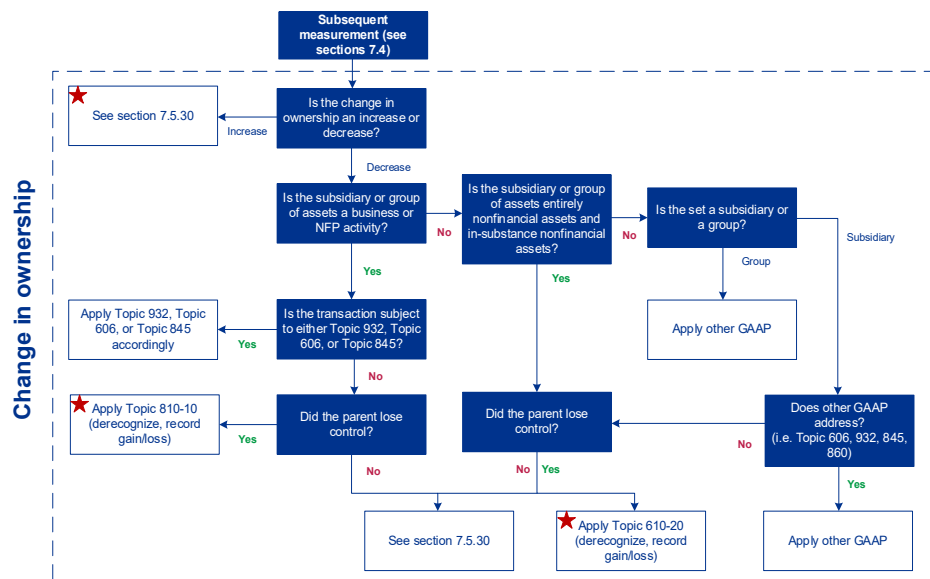 Subsequent
measurement (see
sections 7.4)
Change in ownership
See section 7.5.30
Increase
Is the change in
ownership an increase or
decrease?
Decrease
Is the subsidiary or group
of assets a business or
NFP activity?
No
Is the subsidiary or group
of assets entirely
nonfinancial assets and
in-substance nonfinancial
assets?
No
Is the set a subsidiary or
a group?
Subsidiary
Group
Yes
Yes
Apply Topic 932, Topic
606, or Topic 845
accordingly
Yes
Is the transaction subject
to either Topic 932, Topic
606, or Topic 845?
Apply other GAAP
No
Apply Topic 810-10
(derecognize, record
gain/loss)
Yes
Did the parent lose
control?
Did the parent lose
control?
No
Does other GAAP
address?
(i.e. Topic 606, 932, 845,
860)
No
No Yes
Yes
See section 7.5.30
Apply Topic 610-20
(derecognize, record
gain/loss)
Apply other GAAP